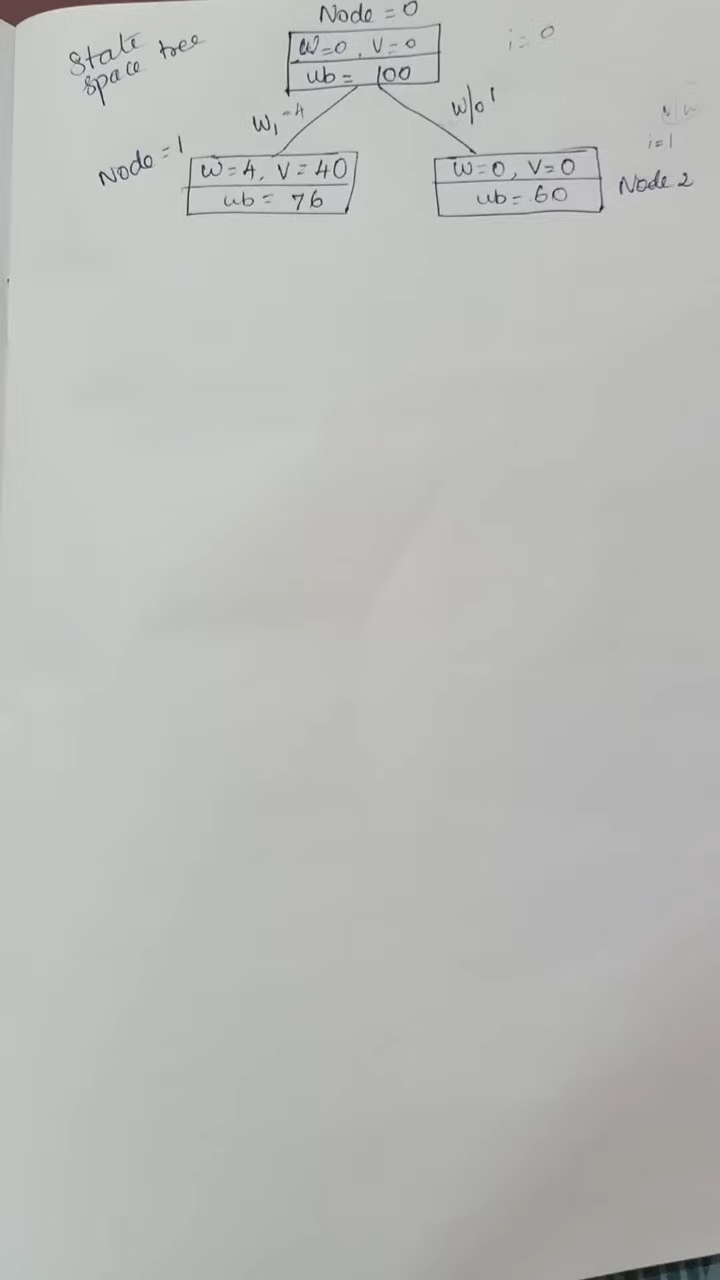 Node = 0
State
space tree
w=0, v=0
i= 0
ub= 100
w₁=4
w/o 1
Node = 1
i=1
w=4, v=40
w=0, v=0
Node 2
ub= 76
ub= 60